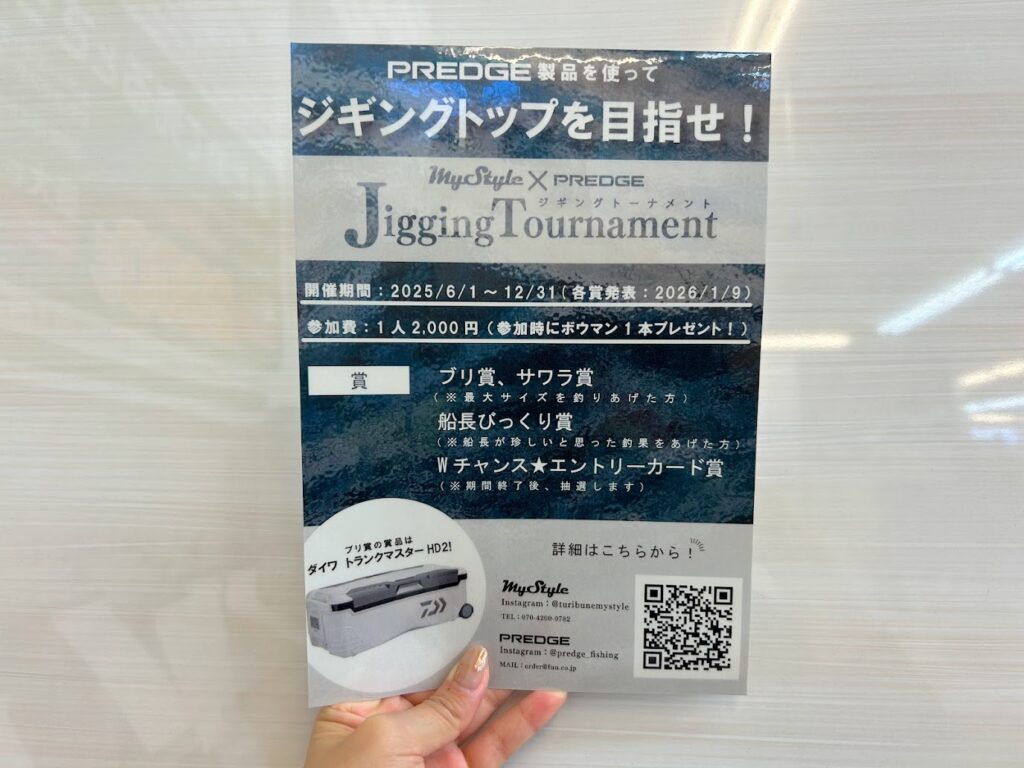 PREDGE 製品を使って
ジギングトップを目指せ！
MyStyle X PREDGE
ジギングトーナメント
Jigging Tournament
開催期間：2025/6/1～12/31(各賞発表：2026/1/9)
参加費：1人2,000円（参加時にボウマン1本プレゼント！）
賞
ブリ賞、サワラ賞
（※最大サイズを釣りあげた方）
船長びっくり賞
（※船長が珍しいと思った釣果をあげた方）
Wチャンス★エントリーカード賞
（※期間終了後、抽選します）
ブリ賞の賞品は
ダイワ トランクマスターHD2!
詳細はこちらから！
MyStyle
Instagram：@turibunemystyle
TEL：070-4200-0782
PREDGE
Instagram：@predge_fishing
MAIL：order@fuu.co.jp